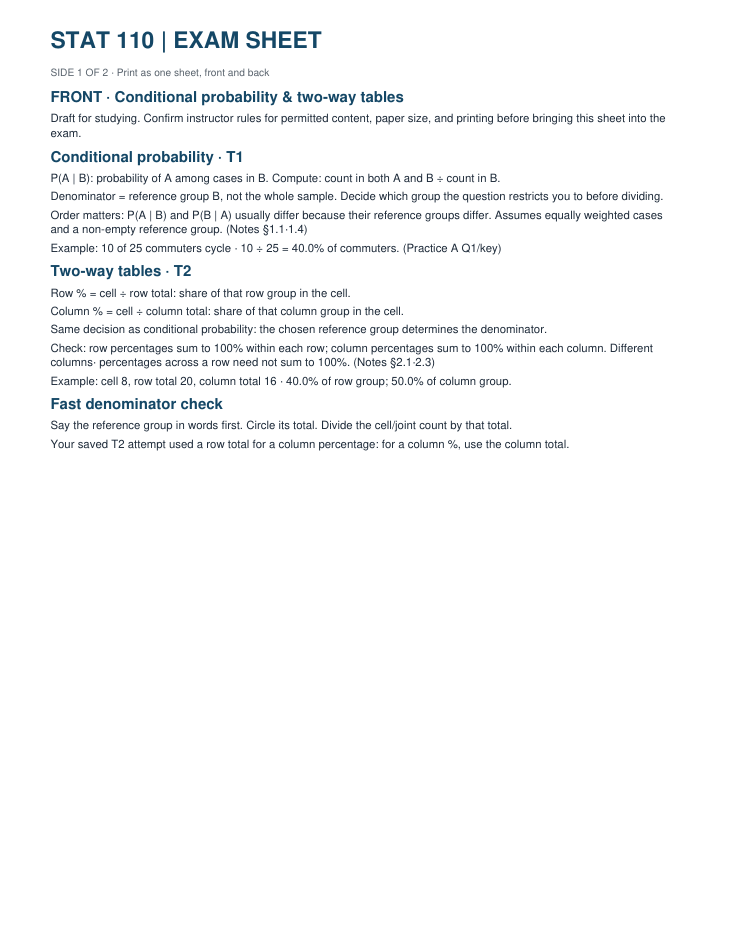 STAT 110 | EXAM SHEET
SIDE 1 OF 2 · Print as one sheet, front and back
FRONT · Conditional probability & two-way tables
Draft for studying. Confirm instructor rules for permitted content, paper size, and printing before bringing this sheet into the
exam.
Conditional probability · T1
P(A | B): probability of A among cases in B. Compute: count in both A and B ÷ count in B.
Denominator = reference group B, not the whole sample. Decide which group the question restricts you to before dividing.
Order matters: P(A | B) and P(B | A) usually differ because their reference groups differ. Assumes equally weighted cases
and a non-empty reference group. (Notes §1.1·1.4)
Example: 10 of 25 commuters cycle · 10 ÷ 25 = 40.0% of commuters. (Practice A Q1/key)
Two-way tables · T2
Row % = cell ÷ row total: share of that row group in the cell.
Column % = cell ÷ column total: share of that column group in the cell.
Same decision as conditional probability: the chosen reference group determines the denominator.
Check: row percentages sum to 100% within each row; column percentages sum to 100% within each column. Different
columns· percentages across a row need not sum to 100%. (Notes §2.1·2.3)
Example: cell 8, row total 20, column total 16 · 40.0% of row group; 50.0% of column group.
Fast denominator check
Say the reference group in words first. Circle its total. Divide the cell/joint count by that total.
Your saved T2 attempt used a row total for a column percentage: for a column %, use the column total.